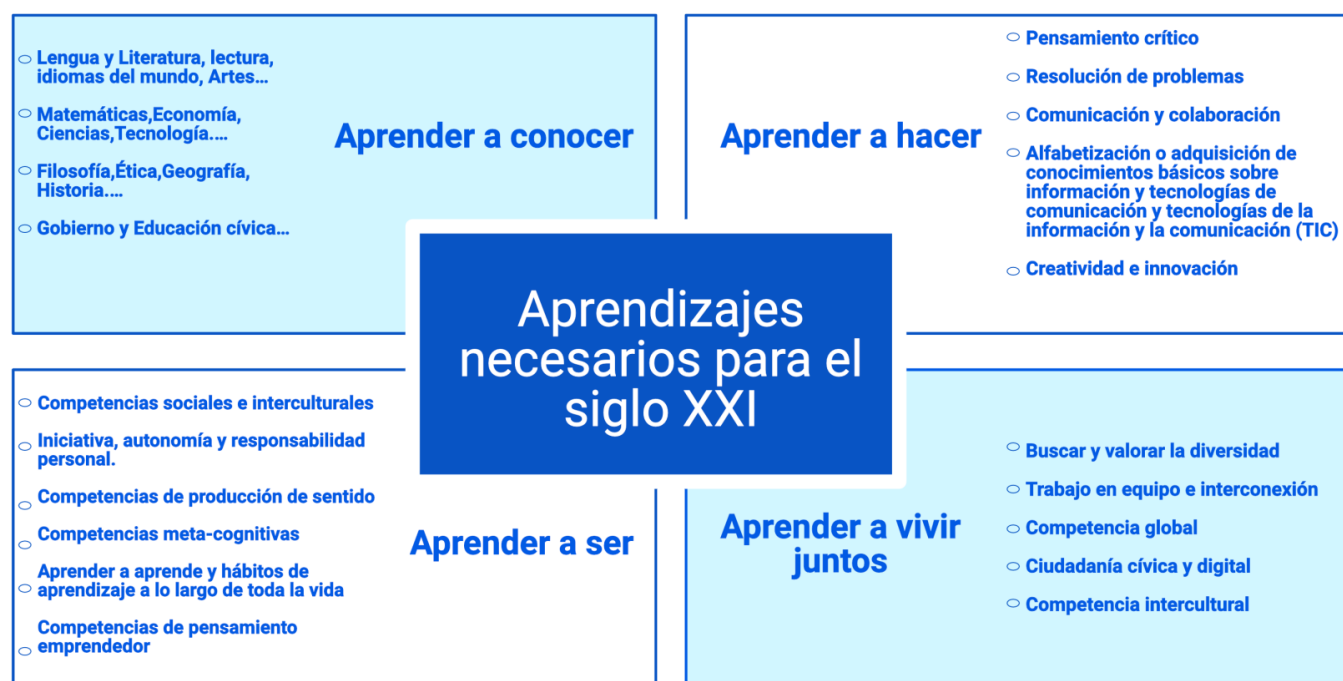 Lengua y Literatura, lectura,
idiomas del mundo, Artes...
Matemáticas,Economía,
Ciencias,Tecnología....
Filosofía,Ética,Geografía,
Historia....
Gobierno y Educación cívica...
Aprender a conocer
Aprender a hacer
Pensamiento crítico
Resolución de problemas
Comunicación y colaboración
Alfabetización o adquisición de
conocimientos básicos sobre
información y tecnologías de
comunicación y tecnologías de la
información y la comunicación (TIC)
Creatividad e innovación
Aprendizajes
necesarios para el
siglo XXI
Competencias sociales e interculturales
Iniciativa, autonomía y responsabilidad
personal.
Competencias de producción de sentido
Competencias meta-cognitivas
Aprender a aprende y hábitos de
aprendizaje a lo largo de toda la vida
Competencias de pensamiento
emprendedor
Aprender a ser
Aprender a vivir
juntos
Buscar y valorar la diversidad
Trabajo en equipo e interconexión
Competencia global
Ciudadanía cívica y digital
Competencia intercultural